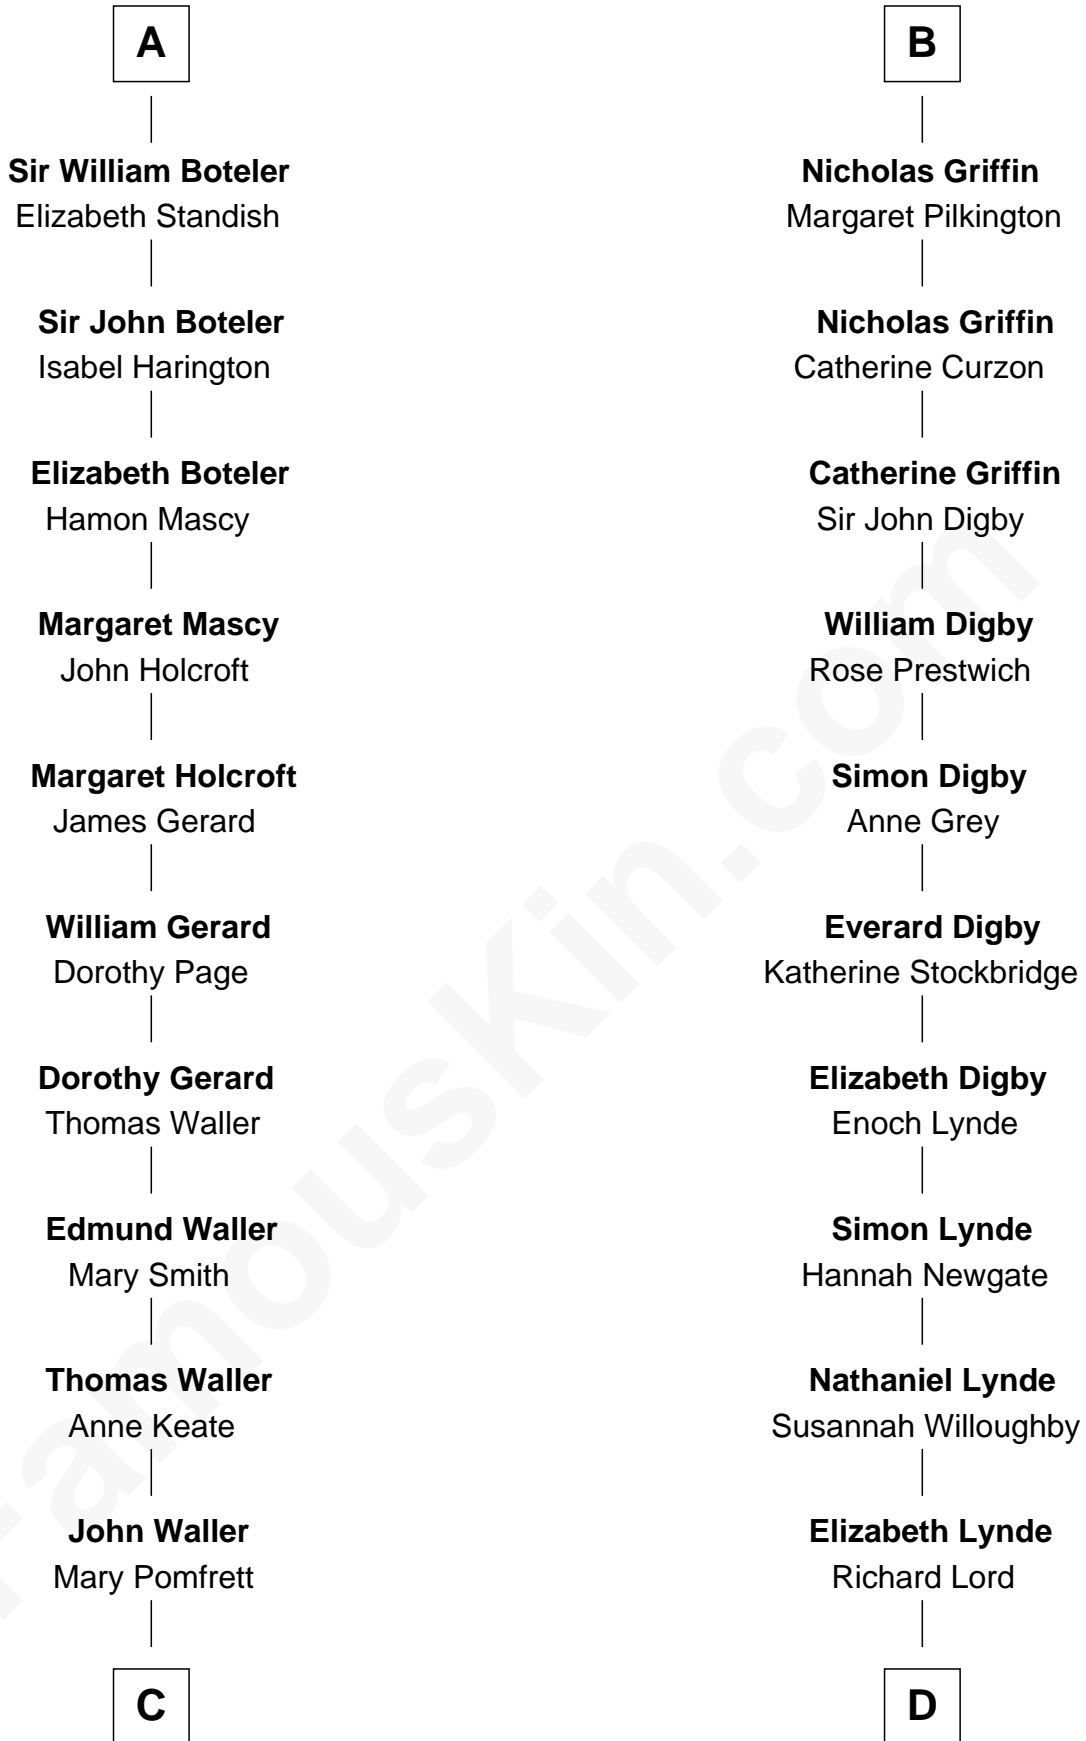 A
Sir William Boteler
Elizabeth Standish
Sir John Boteler
Isabel Harington
Elizabeth Boteler
Hamon Mascy
Margaret Mascy
John Holcroft
Margaret Holcroft
James Gerard
William Gerard
Dorothy Page
Dorothy Gerard
Thomas Waller
Edmund Waller
Mary Smith
Thomas Waller
Anne Keate
John Waller
Mary Pomfrett
C
B
Nicholas Griffin
Margaret Pilkington
Nicholas Griffin
Catherine Curzon
Catherine Griffin
Sir John Digby
William Digby
Rose Prestwich
Simon Digby
Anne Grey
Everard Digby
Katherine Stockbridge
Elizabeth Digby
Enoch Lynde
Simon Lynde
Hannah Newgate
Nathaniel Lynde
Susannah Willoughby
Elizabeth Lynde
Richard Lord
D
FamousKin.com